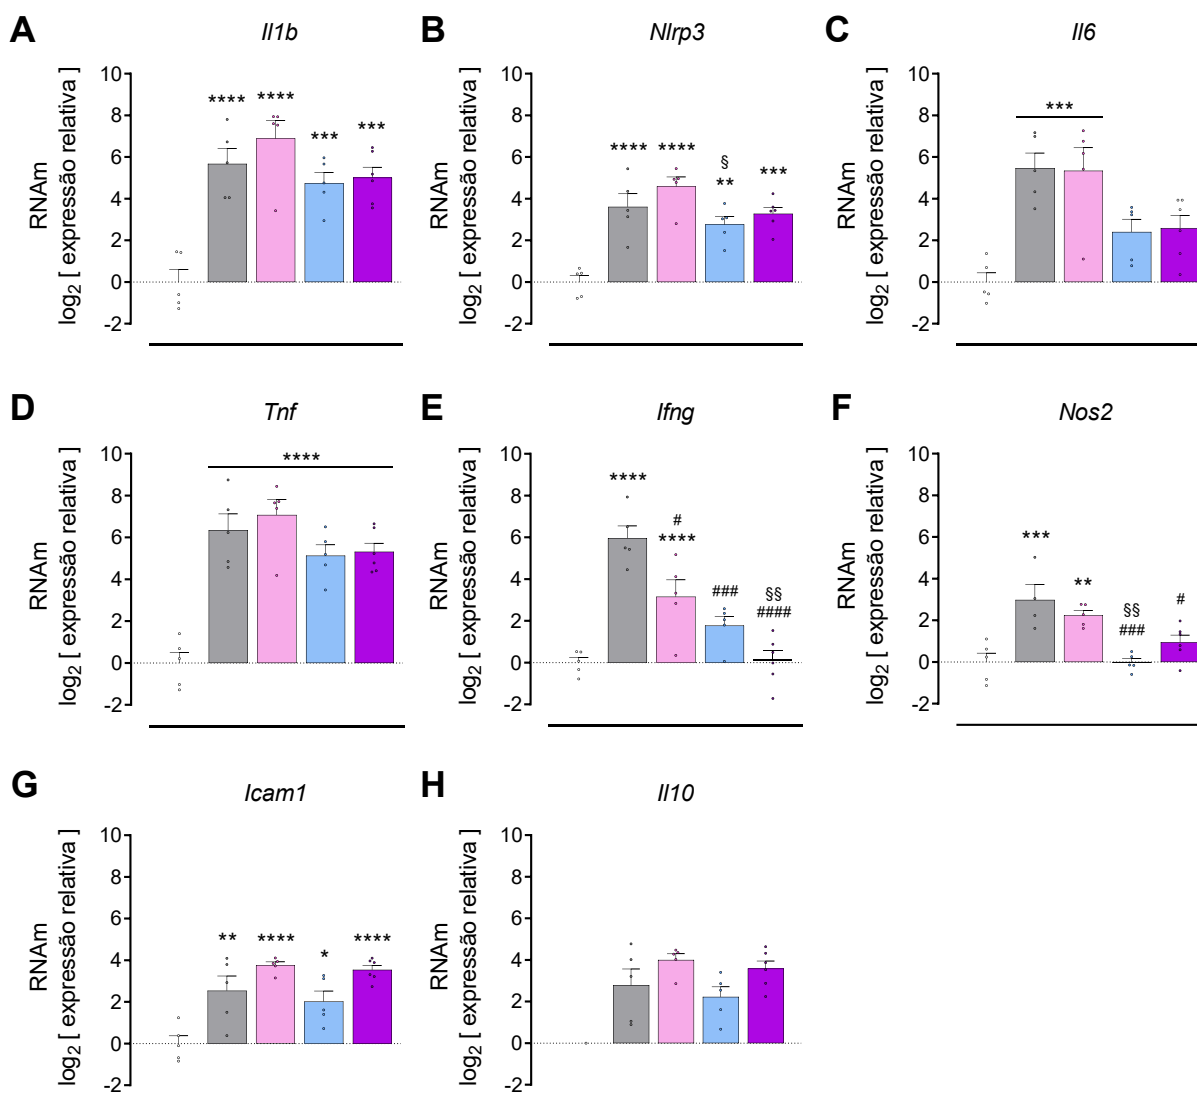 A
Il1b
RNAm
log2 [ expressão relativa ]
10
8
6
4
2
0
-2
****
****
***
***
B
Nlrp3
RNAm
log2 [ expressão relativa ]
10
8
6
4
2
0
-2
****
****
§
**
***
C
Il6
RNAm
log2 [ expressão relativa ]
10
8
6
4
2
0
-2
***
D
Tnf
RNAm
log2 [ expressão relativa ]
10
8
6
4
2
0
-2
****
E
Ifng
RNAm
log2 [ expressão relativa ]
10
8
6
4
2
0
-2
****
#
****
###
§§
####
F
Nos2
RNAm
log2 [ expressão relativa ]
10
8
6
4
2
0
-2
***
**
§§
###
#
G
Icam1
RNAm
log2 [ expressão relativa ]
10
8
6
4
2
0
-2
**
****
*
****
H
Il10
RNAm
log2 [ expressão relativa ]
10
8
6
4
2
0
-2